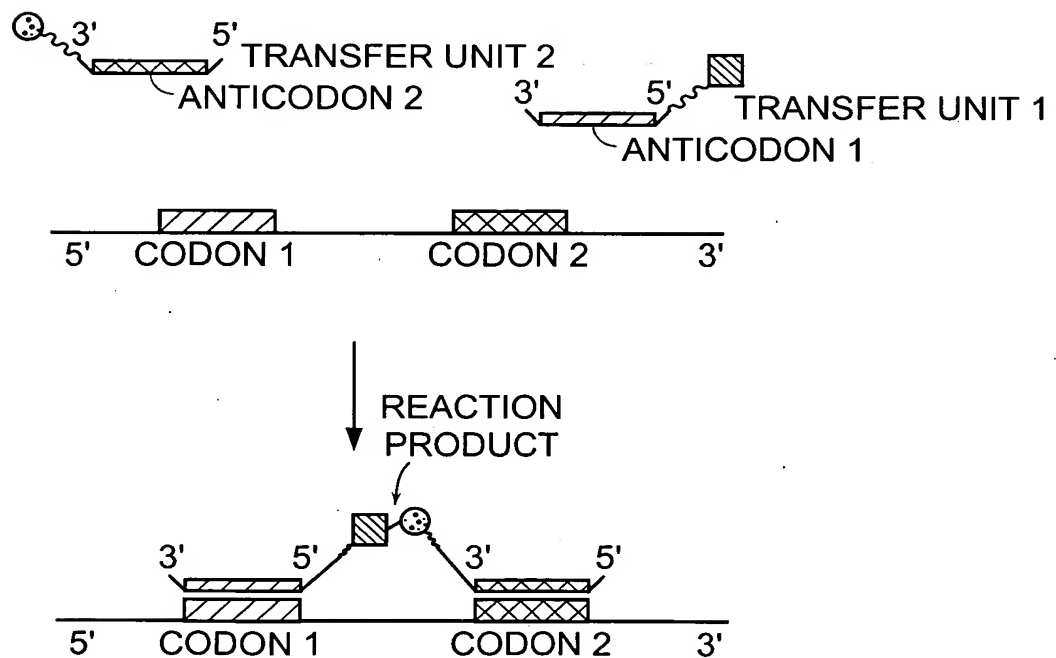 3' 5' TRANSFER UNIT 2
ANTICODON 2
3' 5' TRANSFER UNIT 1
ANTICODON 1
5' CODON 1 CODON 2 3'
REACTION
PRODUCT
3' 5' 3' 5'
5' CODON 1 CODON 2 3'